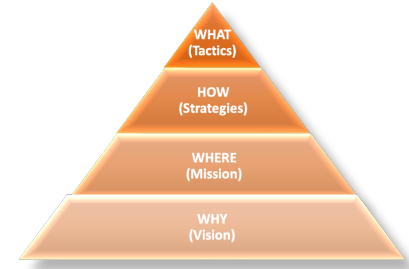 WHAT
(Tactics)
HOW
(Strategies)
WHERE
(Mission)
WHY
(Vision)